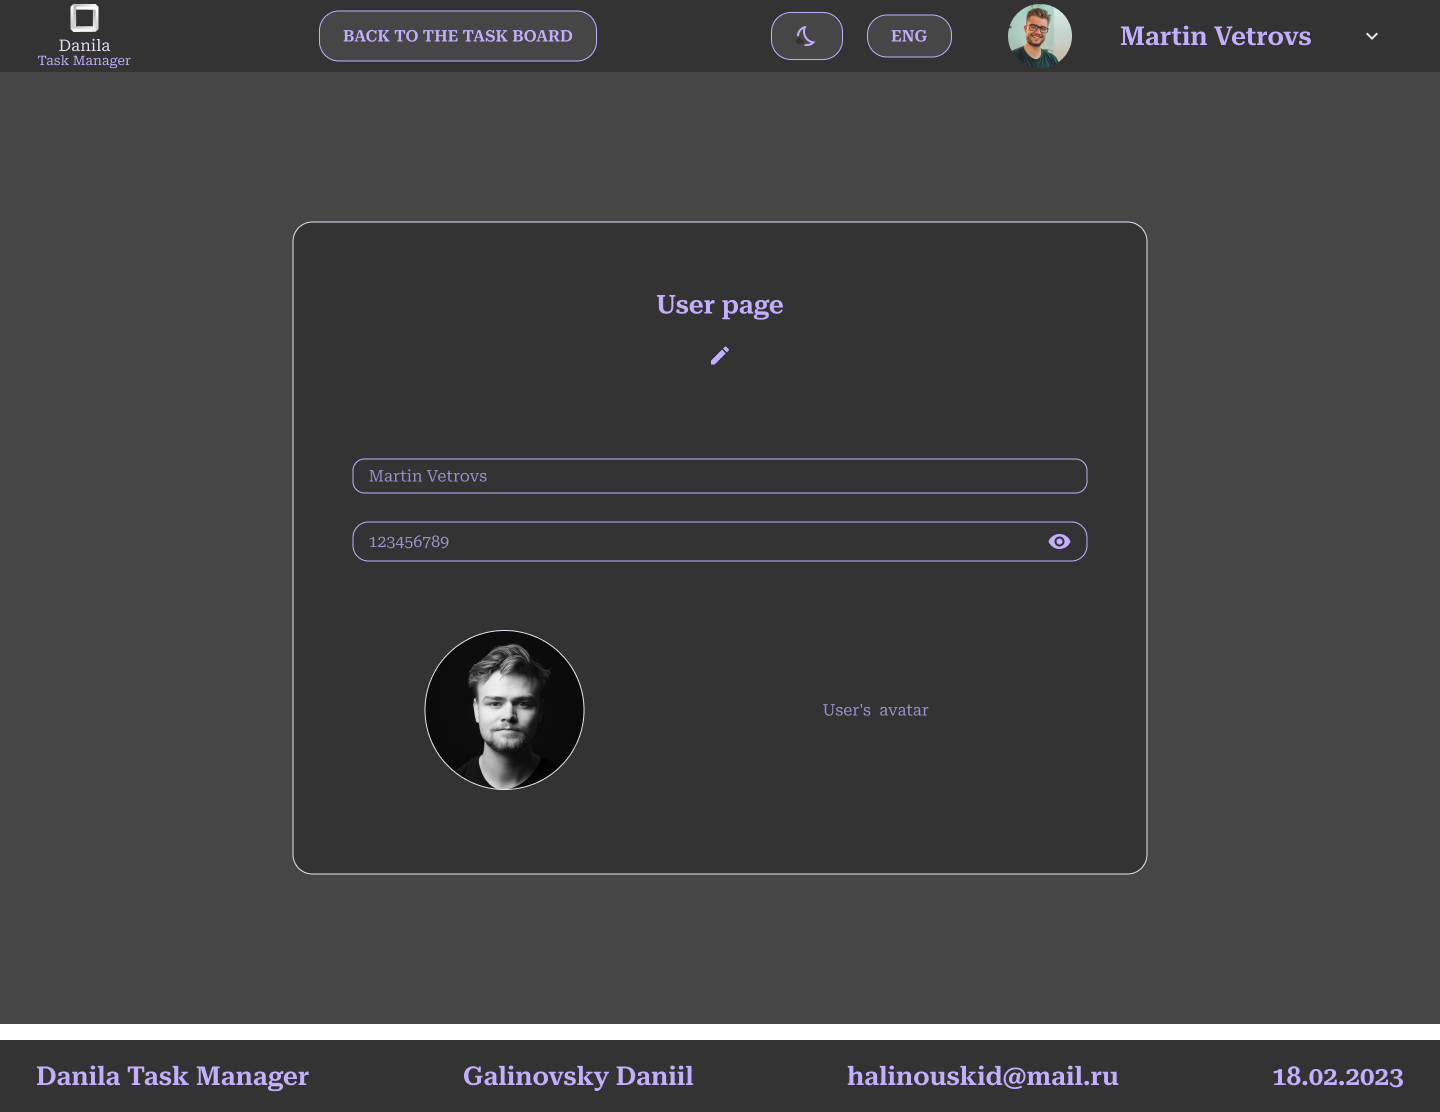 Danila
Task Manager
BACK TO THE TASK BOARD
ENG
Martin Vetrovs
User page
Martin Vetrovs
123456789
User's avatar
Danila Task Manager
Galinovsky Daniil
halinouskid@mail.ru
18.02.2023